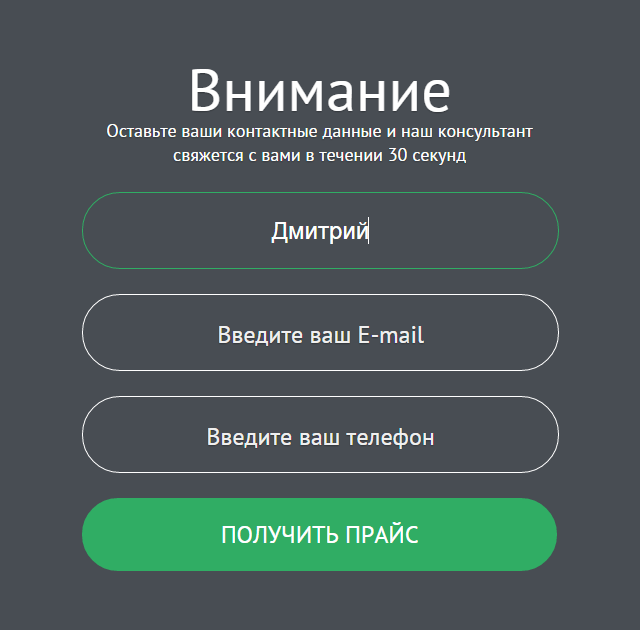 Внимание
Оставьте ваши контактные данные и наш консультант
свяжется с вами в течении 30 секунд
Дмитрий
Введите ваш E-mail
Введите ваш телефон
ПОЛУЧИТЬ ПРАЙС